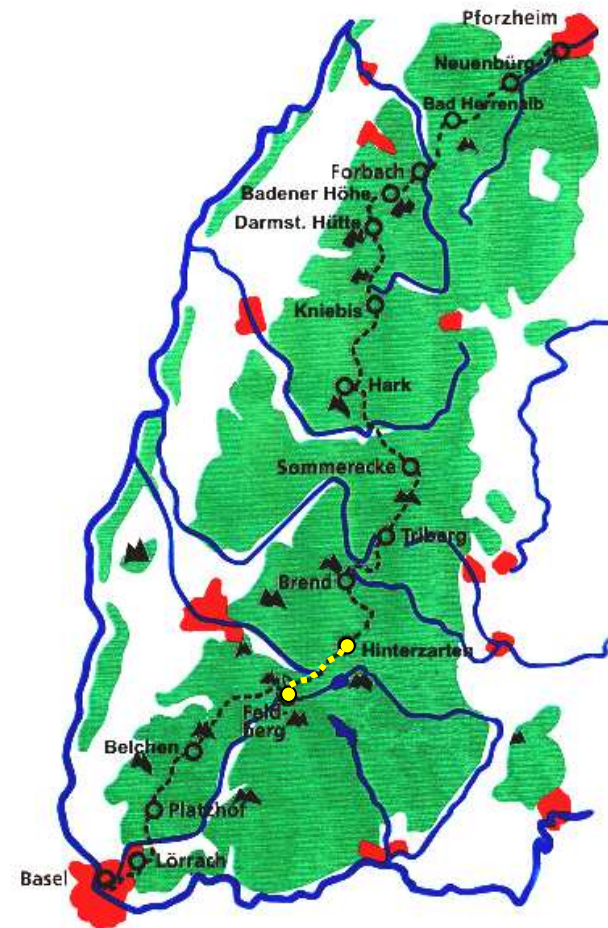 Pforzheim
Neuenbürg
Bad Herrenalb
Forbach
Badener Höhe
Darmst. Hütte
Kniebis
Hark
Sommerecke
Triberg
Brend
Hinterzarten
Feld-
berg
Belchen
Platzhof
Lörrach
Basel